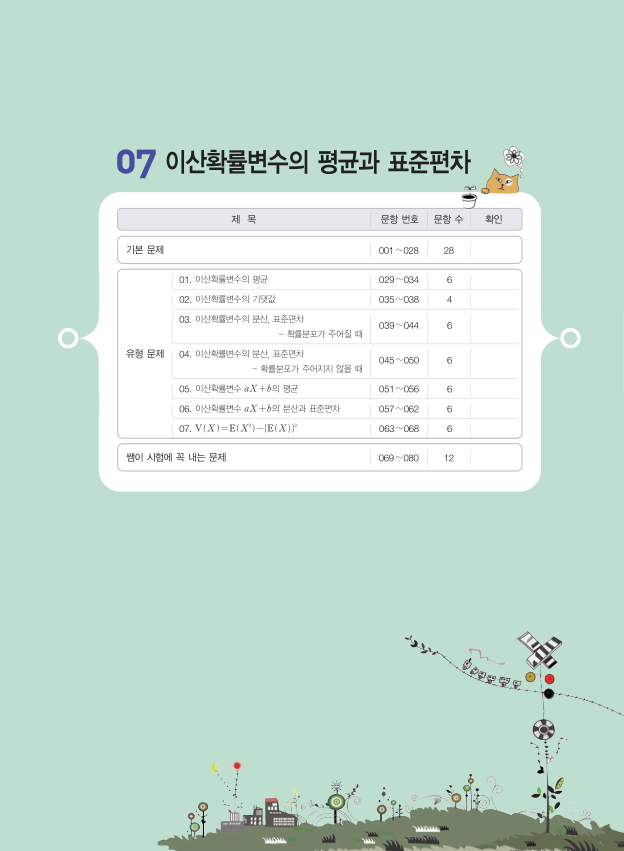 07 이산확률변수의 평균과 표준편차
제 목 문항 번호 문항 수 확인
기본 문제 001~028 28
유형 문제
01. 이산확률변수의 평균 029~034 6
02. 이산확률변수의 기댓값 035~038 4
03. 이산확률변수의 분산, 표준편차
- 확률분포가 주어질 때 039~044 6
04. 이산확률변수의 분산, 표준편차
- 확률분포가 주어지지 않을 때 045~050 6
05. 이산확률변수 aX+b의 평균 051~056 6
06. 이산확률변수 aX+b의 분산과 표준편차 057~062 6
07. V(X)=E(X²)-{E(X)}² 063~068 6
쌤이 시험에 꼭 내는 문제 069~080 12